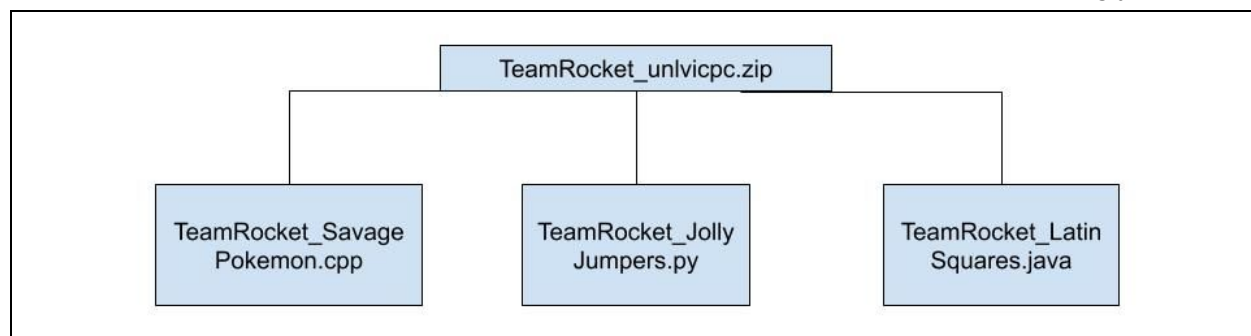 TeamRocket_unlvicpc.zip
TeamRocket_Savage
Pokemon.cpp
TeamRocket_Jolly
Jumpers.py
TeamRocket_Latin
Squares.java